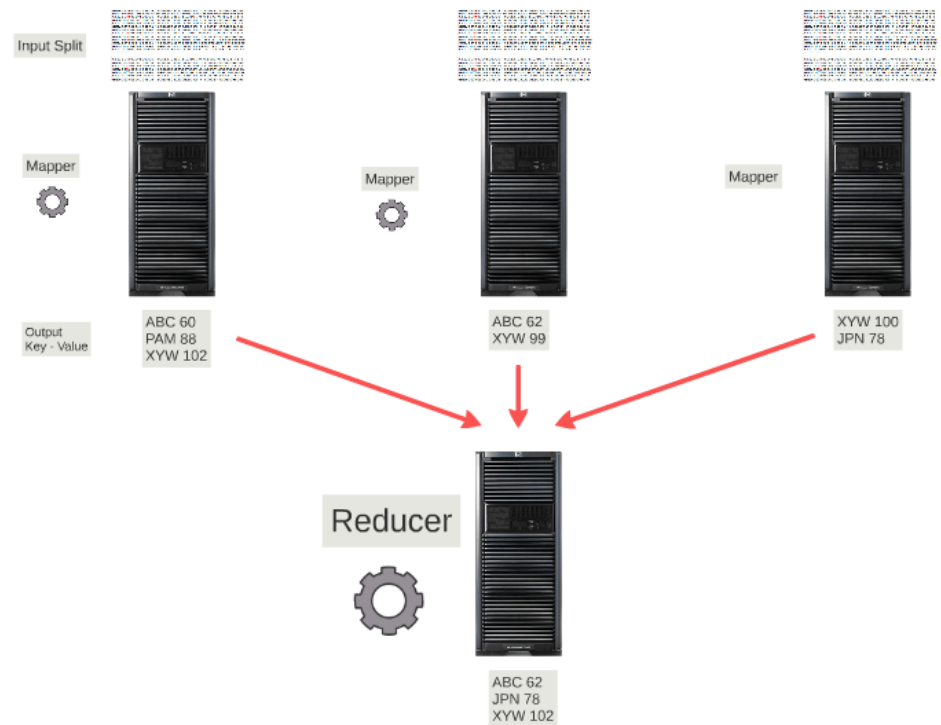 Input Split
Mapper
Mapper
Mapper
Output
Key - Value
ABC 60
PAM 88
XYW 102
ABC 62
XYW 99
XYW 100
JPN 78
Reducer
ABC 62
JPN 78
XYW 102